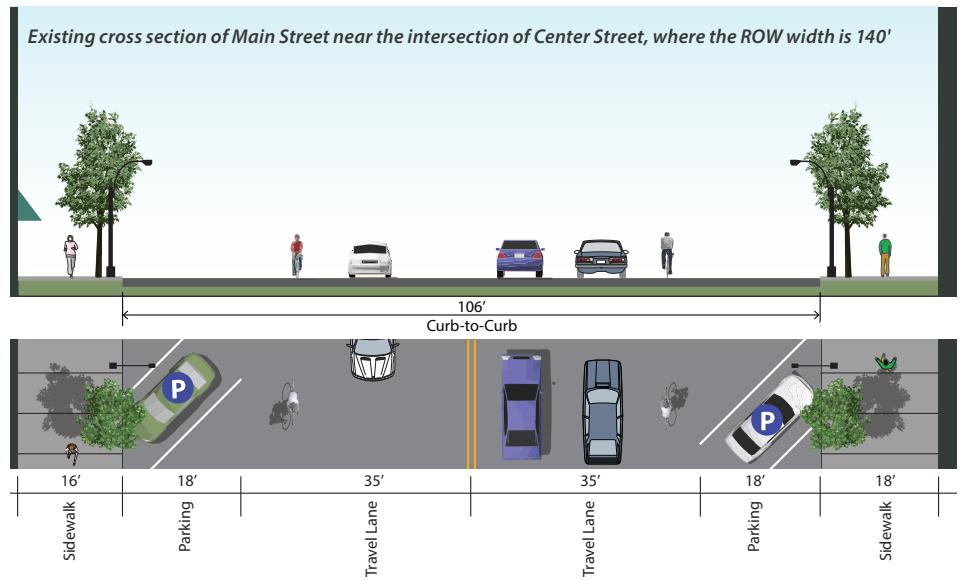 Existing cross section of Main Street near the intersection of Center Street, where the ROW width is 140'
106′
Curb-to-Curb
P
P
16′ 18′ 35′ 35′ 18′ 18′
Sidewalk Parking Travel Lane Travel Lane Parking Sidewalk